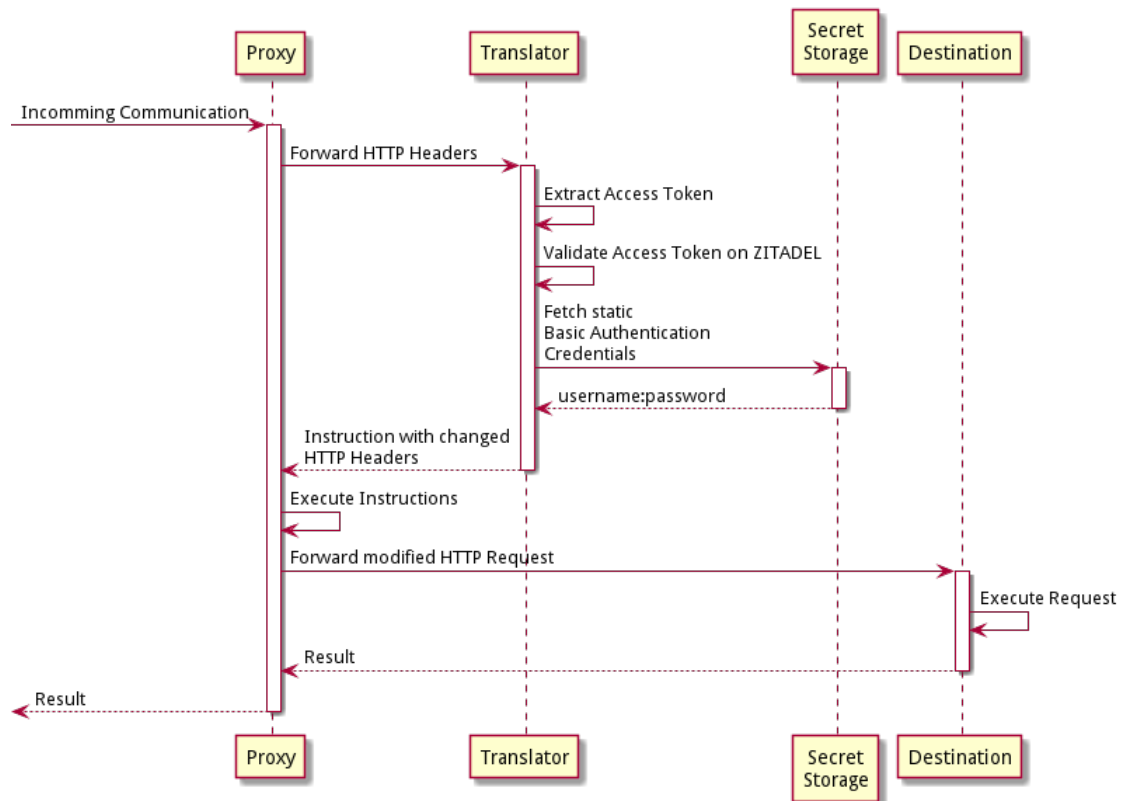 Proxy
Translator
Secret
Storage
Destination
Incomming Communication
Forward HTTP Headers
Extract Access Token
Validate Access Token on ZITADEL
Fetch static
Basic Authentication
Credentials
username:password
Instruction with changed
HTTP Headers
Execute Instructions
Forward modified HTTP Request
Execute Request
Result
Result
Proxy
Translator
Secret
Storage
Destination